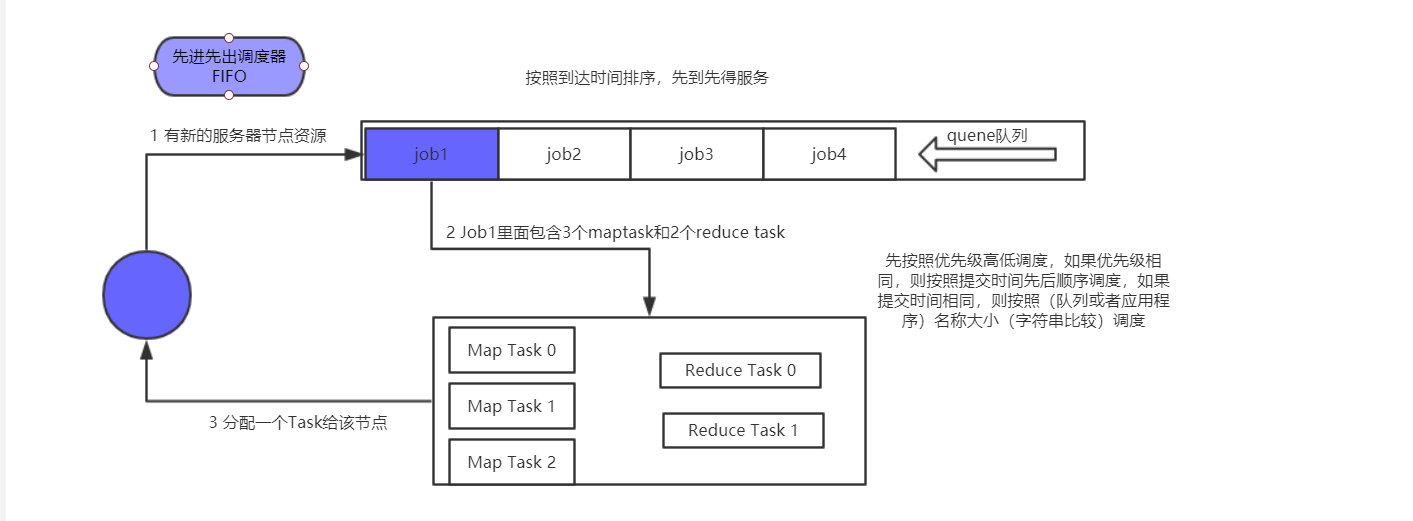 先进先出调度器
FIFO
按照到达时间排序，先到先得服务
1 有新的服务器节点资源
job1
job2
job3
job4
quene队列
2 Job1里面包含3个maptask和2个reduce task
先按照优先级高低调度，如果优先级相
同，则按照提交时间先后顺序调度，如果
提交时间相同，则按照（队列或者应用程
序）名称大小（字符串比较）调度
Map Task 0
Map Task 1
Map Task 2
Reduce Task 0
Reduce Task 1
3 分配一个Task给该节点